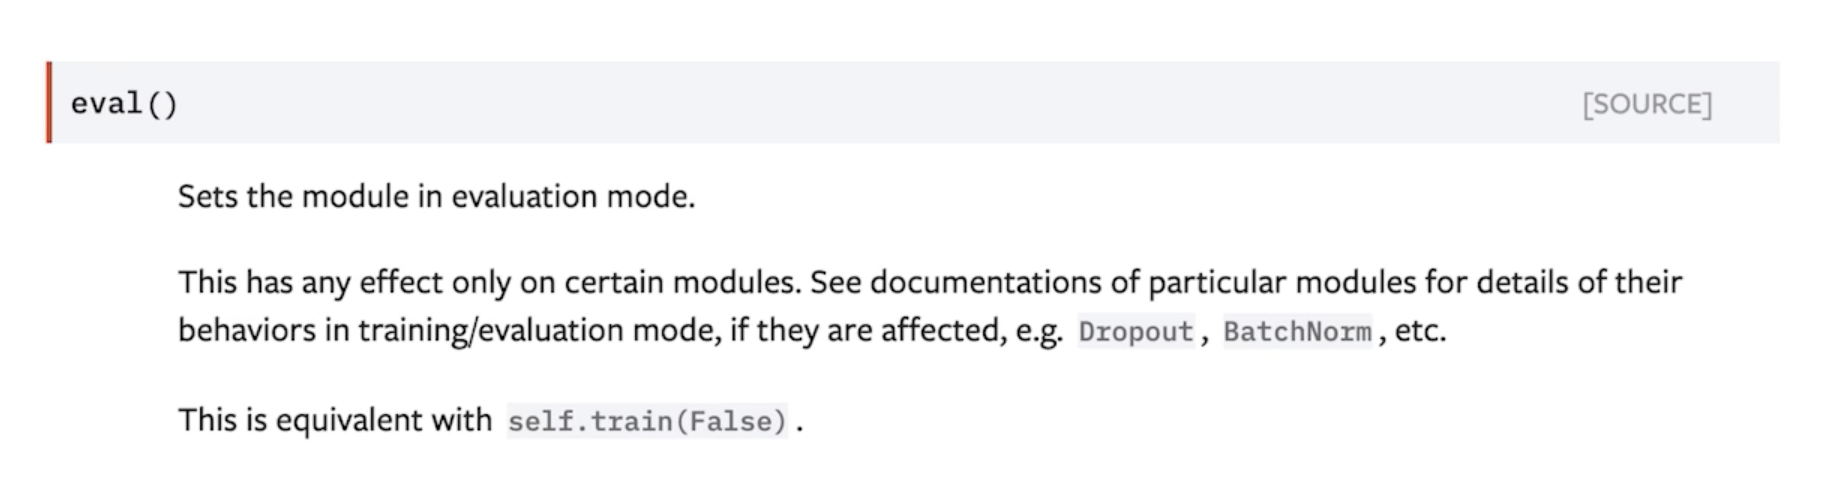 eval() [SOURCE]
Sets the module in evaluation mode.
This has any effect only on certain modules. See documentations of particular modules for details of their
behaviors in training/evaluation mode, if they are affected, e.g. Dropout, BatchNorm, etc.
This is equivalent with self.train(False).